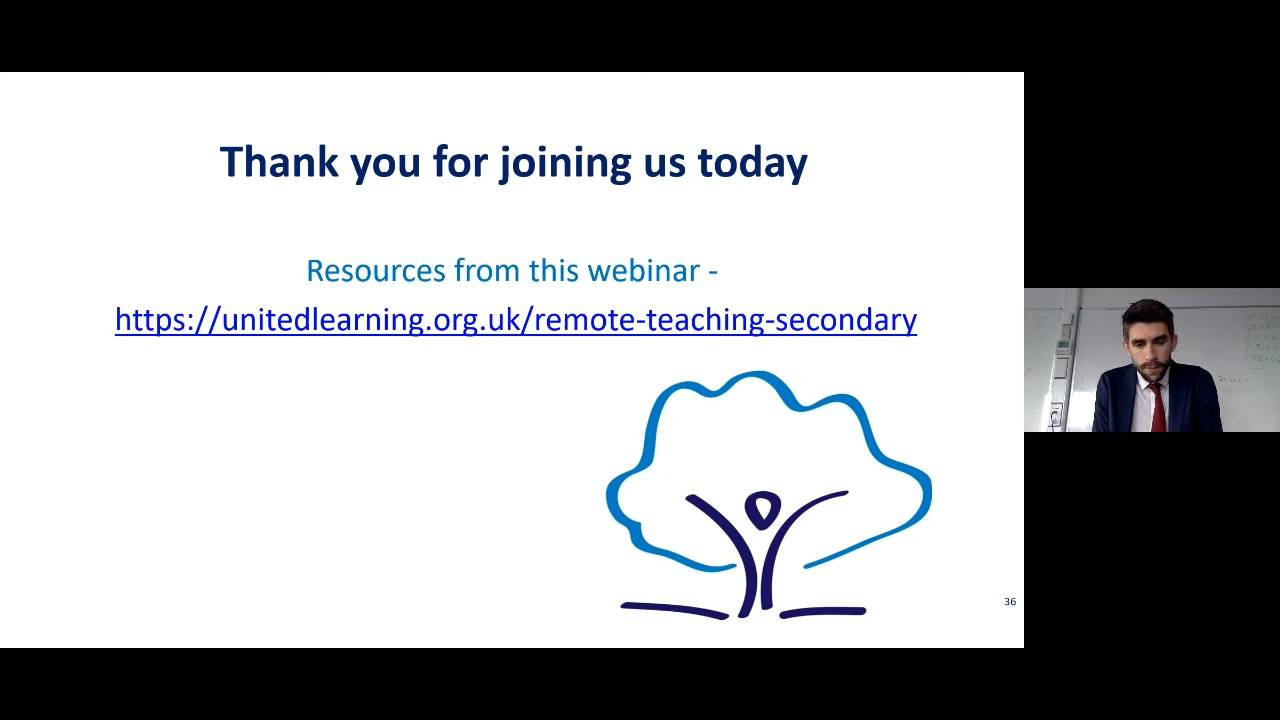 Thank you for joining us today
Resources from this webinar -
https://unitedlearning.org.uk/remote-teaching-secondary
36